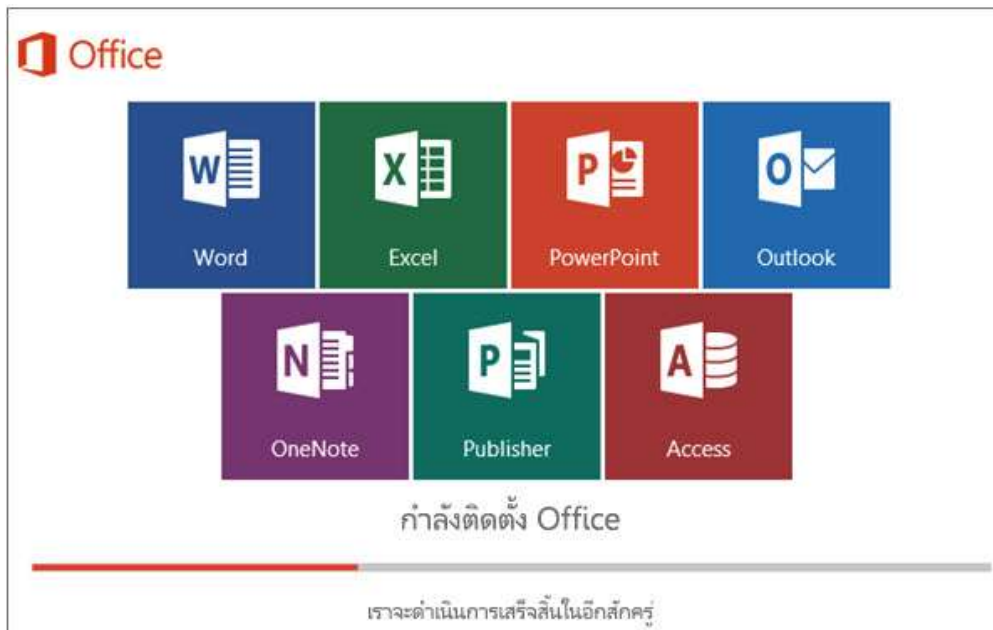 Office
Word Excel PowerPoint Outlook
OneNote Publisher Access
กำลังติดตั้ง Office
เราจะดำเนินการเสร็จสิ้นในอีกสักครู่